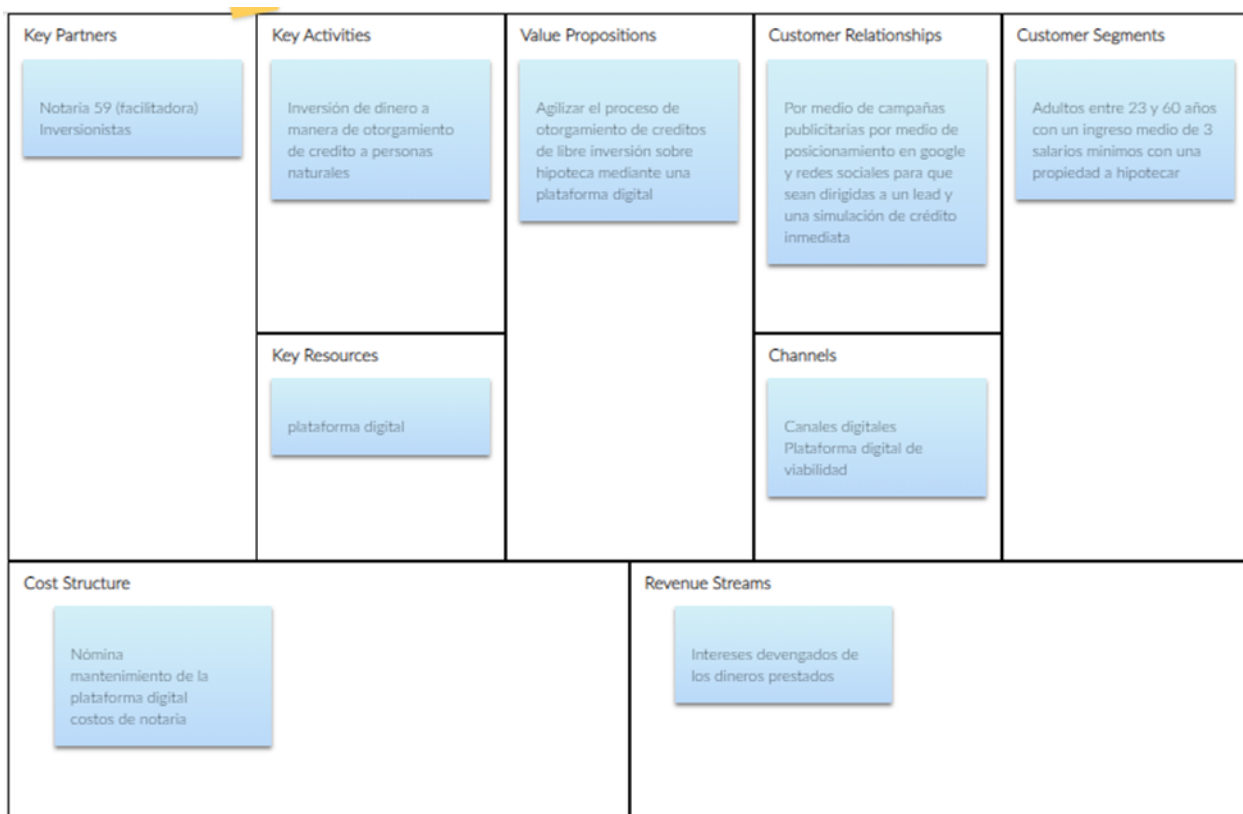 Key Partners
Notaria 59 (facilitadora)
Inversionistas
Key Activities
Inversión de dinero a
manera de otorgamiento
de credito a personas
naturales
Key Resources
plataforma digital
Value Propositions
Agilizar el proceso de
otorgamiento de creditos
de libre inversión sobre
hipoteca mediante una
plataforma digital
Customer Relationships
Por medio de campañas
publicitarias por medio de
posicionamiento en google
y redes sociales para que
sean dirigidas a un lead y
una simulación de crédito
inmediata
Channels
Canales digitales
Plataforma digital de
viabilidad
Customer Segments
Adultos entre 23 y 60 años
con un ingreso medio de 3
salarios minimos con una
propiedad a hipotecar
Cost Structure
Nómina
mantenimiento de la
plataforma digital
costos de notaria
Revenue Streams
Intereses devengados de
los dineros prestados